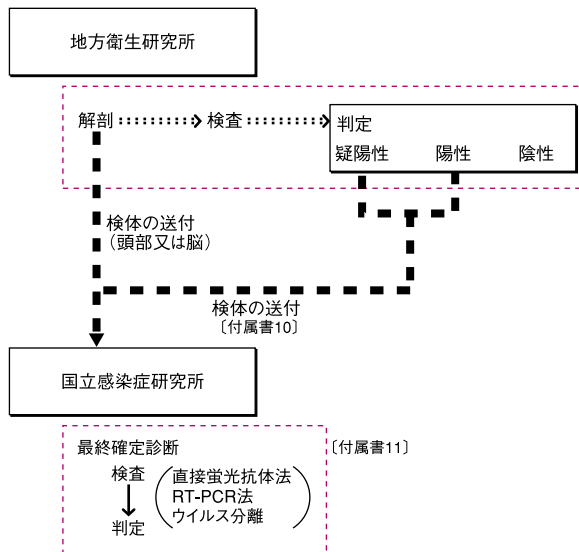 地方衛生研究所
解剖 検査
判定
疑陽性 陽性 陰性
検体の送付
(頭部又は脳)
検体の送付
〔付属書10〕
国立感染症研究所
〔付属書11〕
最終確定診断
検査
直接蛍光抗体法
RT-PCR法
ウイルス分離
判定